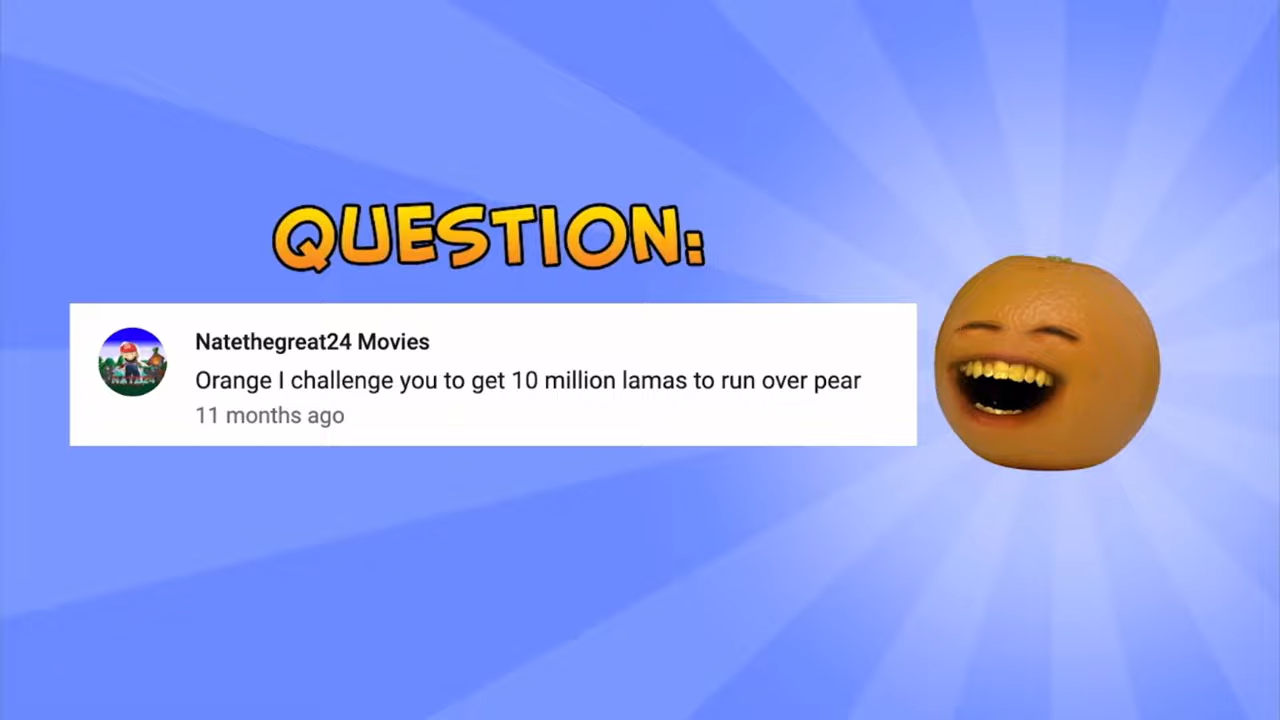 QUESTION:
Natethegreat24 Movies
Orange I challenge you to get 10 million lamas to run over pear
11 months ago